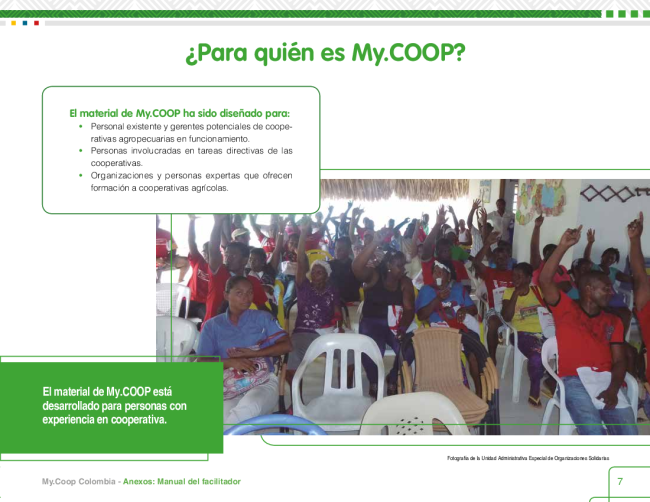 ¿Para quién es My.COOP?
El material de My.COOP ha sido diseñado para:
• Personal existente y gerentes potenciales de coope-
rativas agropecuarias en funcionamiento.
• Personas involucradas en tareas directivas de las
cooperativas.
• Organizaciones y personas expertas que ofrecen
formación a cooperativas agrícolas.
El material de My.COOP está
desarrollado para personas con
experiencia en cooperativa.
Fotografía de la Unidad Administrativa Especial de Organizaciones Solidarias
My.Coop Colombia - Anexos: Manual del facilitador
7